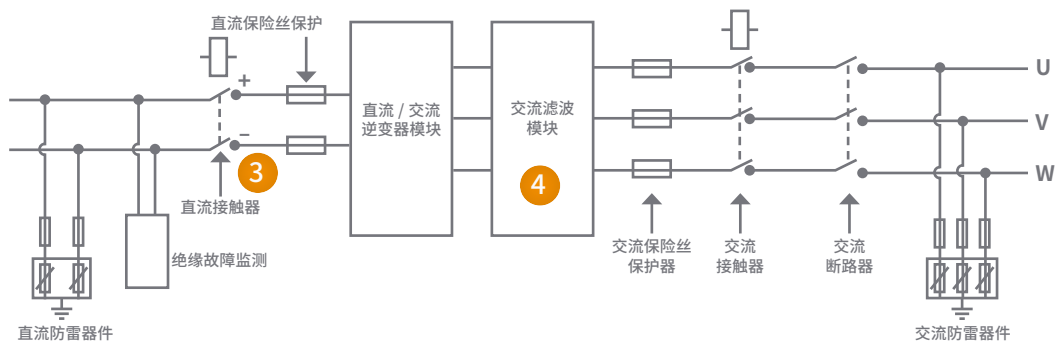 直流保险丝保护
+
−
3
直流接触器
绝缘故障监测
直流防雷器件
直流 / 交流
逆变器模块
交流滤波
模块
4
交流保险丝
保护器
交流
接触器
交流
断路器
U
V
W
交流防雷器件